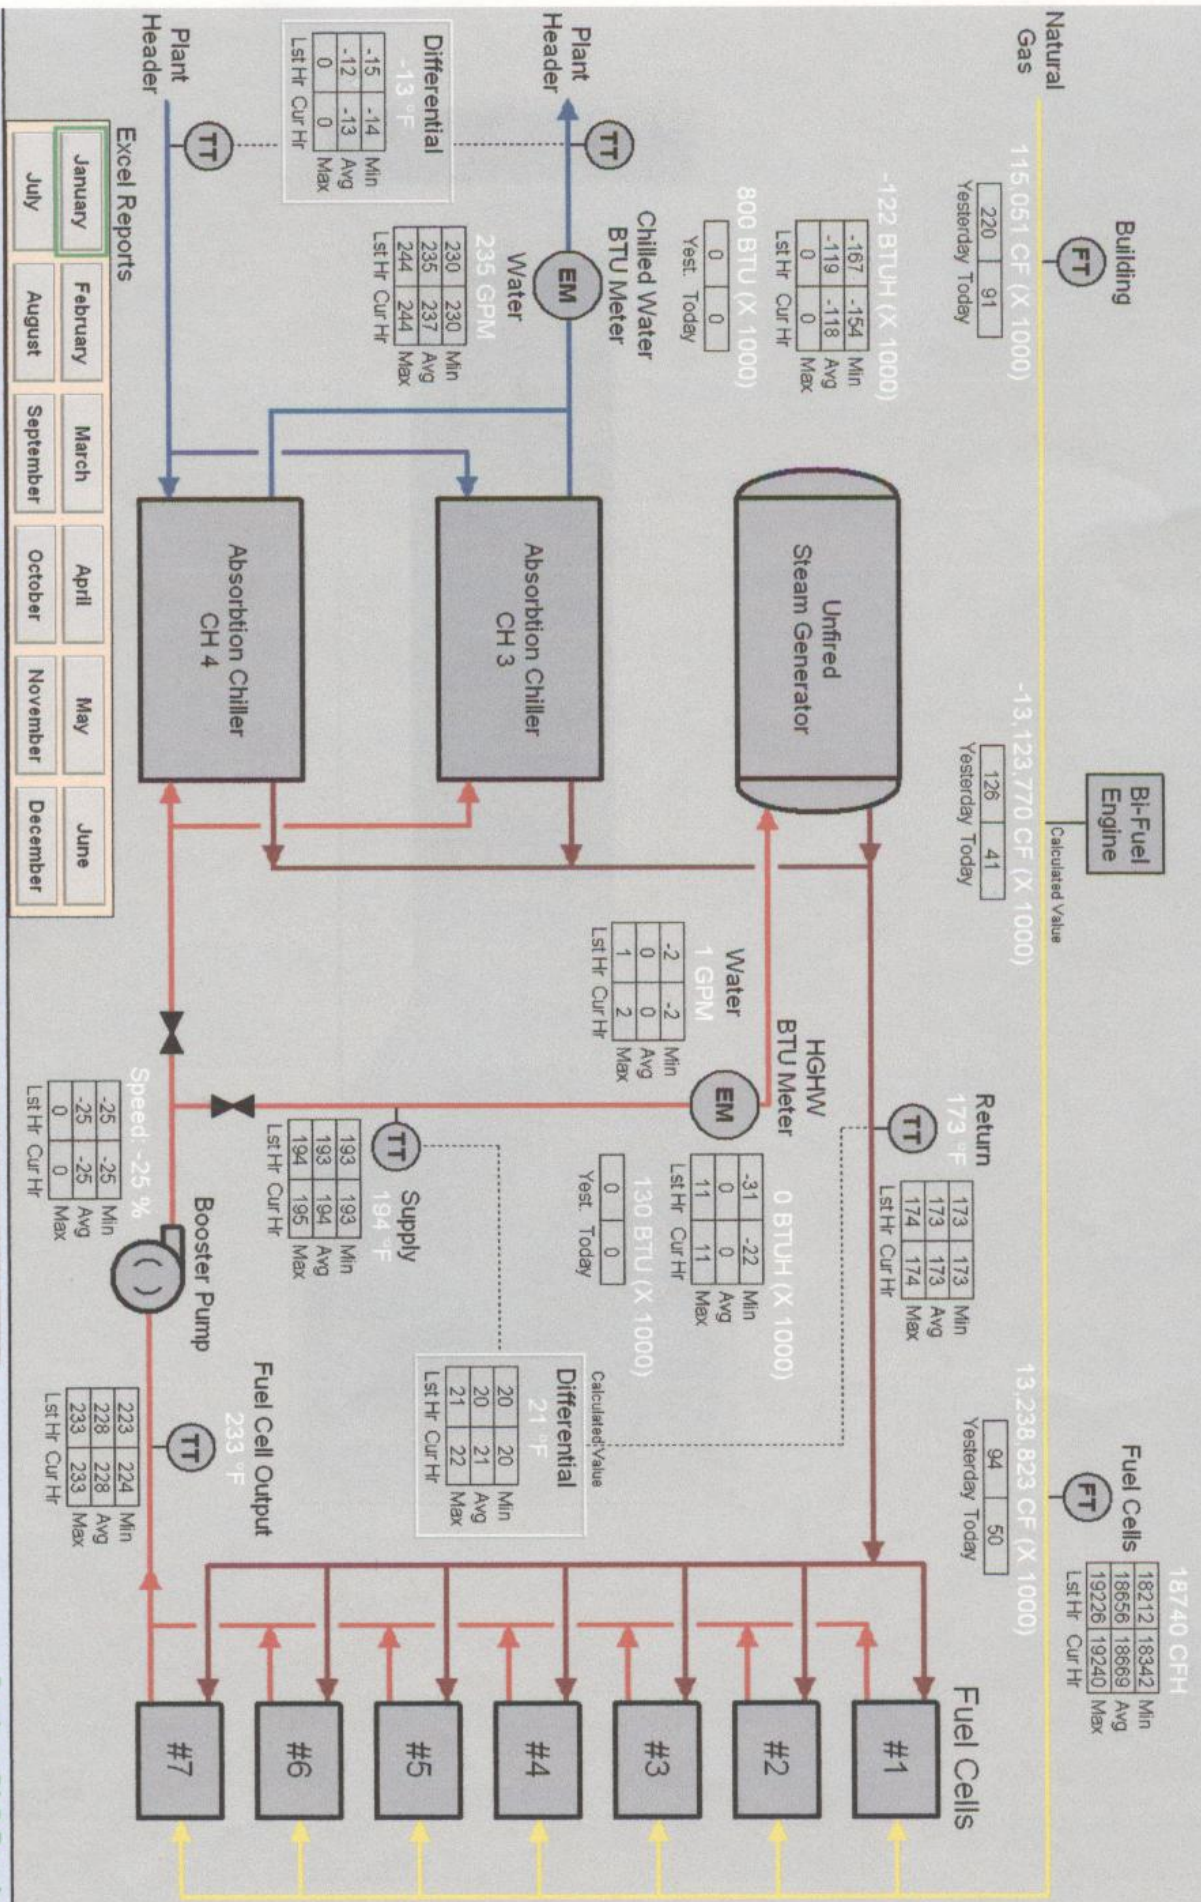 Natural
Gas
Building
FT
115,051 CF (X 1000)
220 91
Yesterday Today
Bi-Fuel
Engine
Calculated Value
-13,123,770 CF (X 1000)
126 41
Yesterday Today
18740 CFH
Fuel Cells
FT
18212 18342 Min
18656 18669 Avg
19226 19240 Max
Lst Hr Cur Hr
13,238,823 CF (X 1000)
94 50
Yesterday Today
-122 BTUH (X 1000)
-167 -154 Min
-119 -118 Avg
0 0 Max
Lst Hr Cur Hr
800 BTU (X 1000)
0 0
Yest. Today
Unfired
Steam Generator
Return
173 °F
TT
173 173 Min
173 173 Avg
174 174 Max
Lst Hr Cur Hr
Fuel Cells
#1
#2
#3
#4
#5
#6
#7
Plant
Header
TT
Chilled Water
BTU Meter
EM
Water
235 GPM
230 230 Min
235 237 Avg
244 244 Max
Lst Hr Cur Hr
Absorbtion Chiller
CH 3
HGHW
BTU Meter
EM
Water
1 GPM
-2 -2 Min
0 0 Avg
1 2 Max
Lst Hr Cur Hr
0 BTUH (X 1000)
-31 -22 Min
0 0 Avg
11 11 Max
Lst Hr Cur Hr
130 BTU (X 1000)
0 0
Yest. Today
Calculated Value
Differential
21 °F
20 20 Min
20 21 Avg
21 22 Max
Lst Hr Cur Hr
Differential
-13 °F
-15 -14 Min
-12 -13 Avg
0 0 Max
Lst Hr Cur Hr
Supply
TT
194 °F
193 193 Min
193 194 Avg
194 195 Max
Lst Hr Cur Hr
Plant
Header
TT
Absorbtion Chiller
CH 4
Booster Pump
( )
Speed: -25 %
-25 -25 Min
-25 -25 Avg
0 0 Max
Lst Hr Cur Hr
Fuel Cell Output
233 °F
TT
223 224 Min
228 228 Avg
233 233 Max
Lst Hr Cur Hr
Excel Reports
January February March April May June
July August September October November December